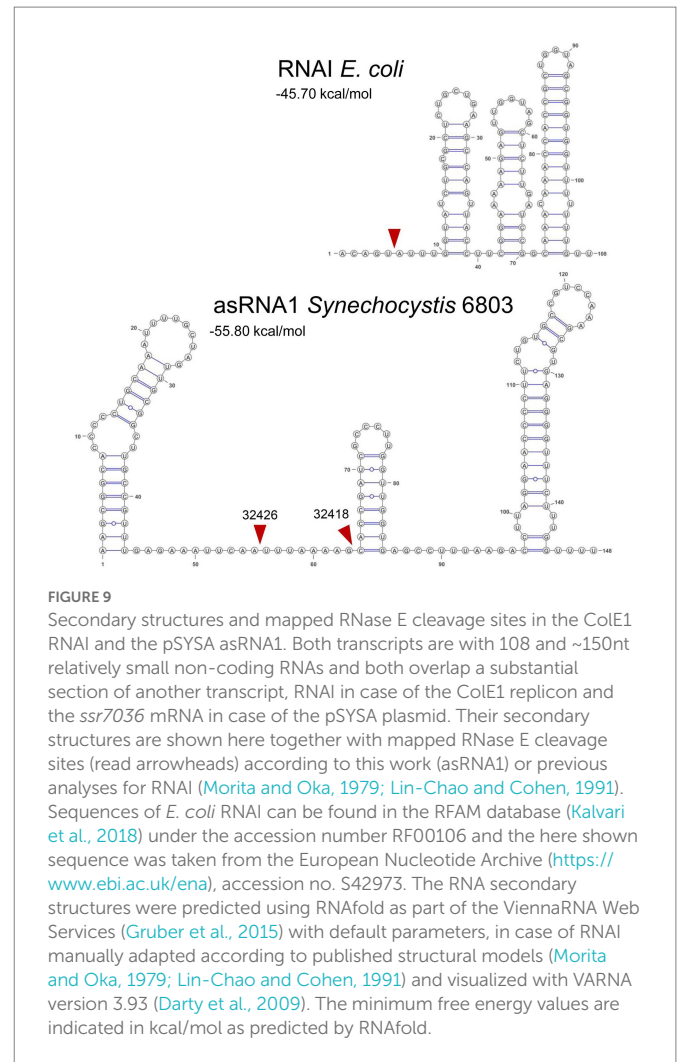 RNAI E. coli
-45.70 kcal/mol
asRNA1 Synechocystis 6803
-55.80 kcal/mol
32426
32418
FIGURE 9
Secondary structures and mapped RNase E cleavage sites in the ColE1
RNAI and the pSYSA asRNA1. Both transcripts are with 108 and ~150nt
relatively small non-coding RNAs and both overlap a substantial
section of another transcript, RNAI in case of the ColE1 replicon and
the ssr7036 mRNA in case of the pSYSA plasmid. Their secondary
structures are shown here together with mapped RNase E cleavage
sites (read arrowheads) according to this work (asRNA1) or previous
analyses for RNAI (Morita and Oka, 1979; Lin-Chao and Cohen, 1991).
Sequences of E. coli RNAI can be found in the RFAM database (Kalvari
et al., 2018) under the accession number RF00106 and the here shown
sequence was taken from the European Nucleotide Archive (https://
www.ebi.ac.uk/ena), accession no. S42973. The RNA secondary
structures were predicted using RNAfold as part of the ViennaRNA Web
Services (Gruber et al., 2015) with default parameters, in case of RNAI
manually adapted according to published structural models (Morita
and Oka, 1979; Lin-Chao and Cohen, 1991) and visualized with VARNA
version 3.93 (Darty et al., 2009). The minimum free energy values are
indicated in kcal/mol as predicted by RNAfold.